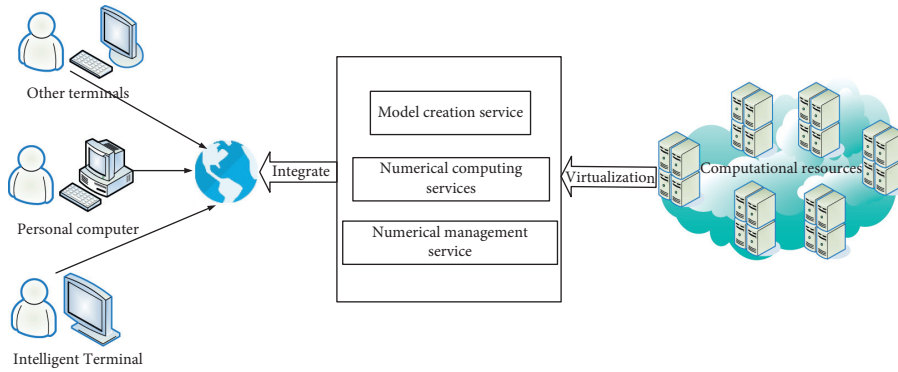 Other terminals
Personal computer
Intelligent Terminal
Integrate
Model creation service
Numerical computing
services
Numerical management
service
Virtualization
Computational resources